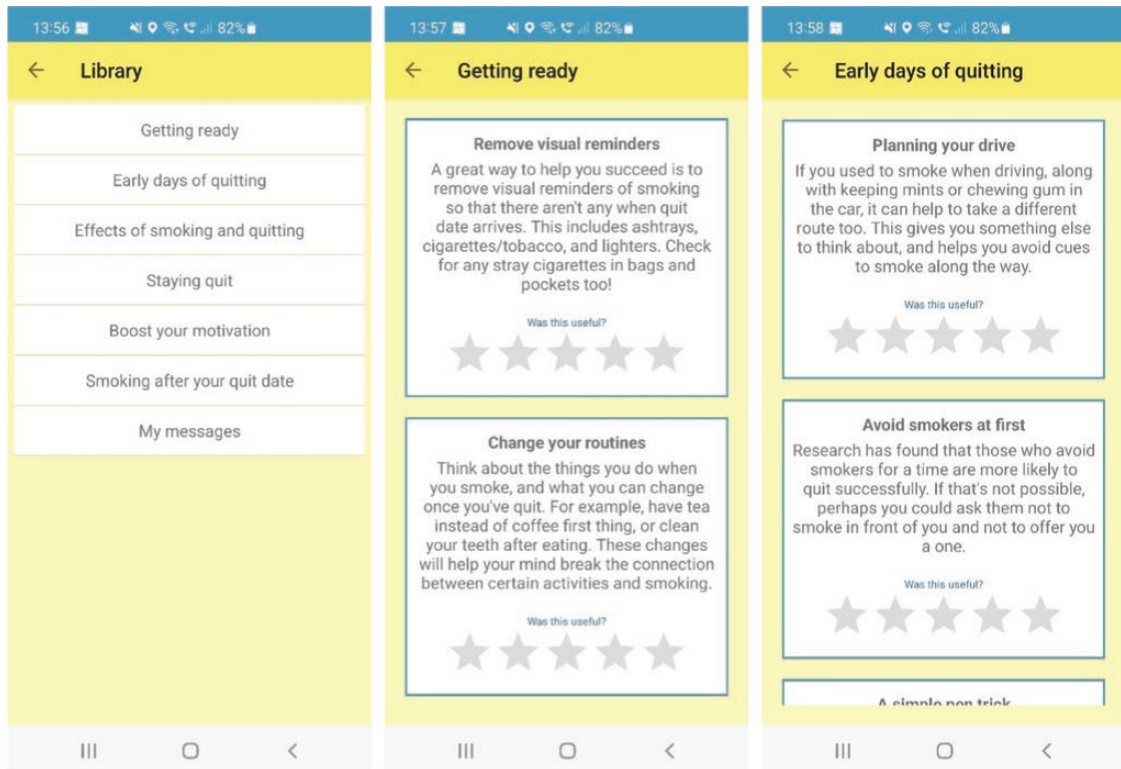 13:56
82%
Library
Getting ready
Early days of quitting
Effects of smoking and quitting
Staying quit
Boost your motivation
Smoking after your quit date
My messages
13:57
82%
Getting ready
Remove visual reminders
A great way to help you succeed is to
remove visual reminders of smoking
so that there aren't any when quit
date arrives. This includes ashtrays,
cigarettes/tobacco, and lighters. Check
for any stray cigarettes in bags and
pockets too!
Was this useful?
Change your routines
Think about the things you do when
you smoke, and what you can change
once you've quit. For example, have tea
instead of coffee first thing, or clean
your teeth after eating. These changes
will help your mind break the connection
between certain activities and smoking.
Was this useful?
13:58
82%
Early days of quitting
Planning your drive
If you used to smoke when driving, along
with keeping mints or chewing gum in
the car, it can help to take a different
route too. This gives you something else
to think about, and helps you avoid cues
to smoke along the way.
Was this useful?
Avoid smokers at first
Research has found that those who avoid
smokers for a time are more likely to
quit successfully. If that's not possible,
perhaps you could ask them not to
smoke in front of you and not to offer you
a one.
Was this useful?
A simple pen trick